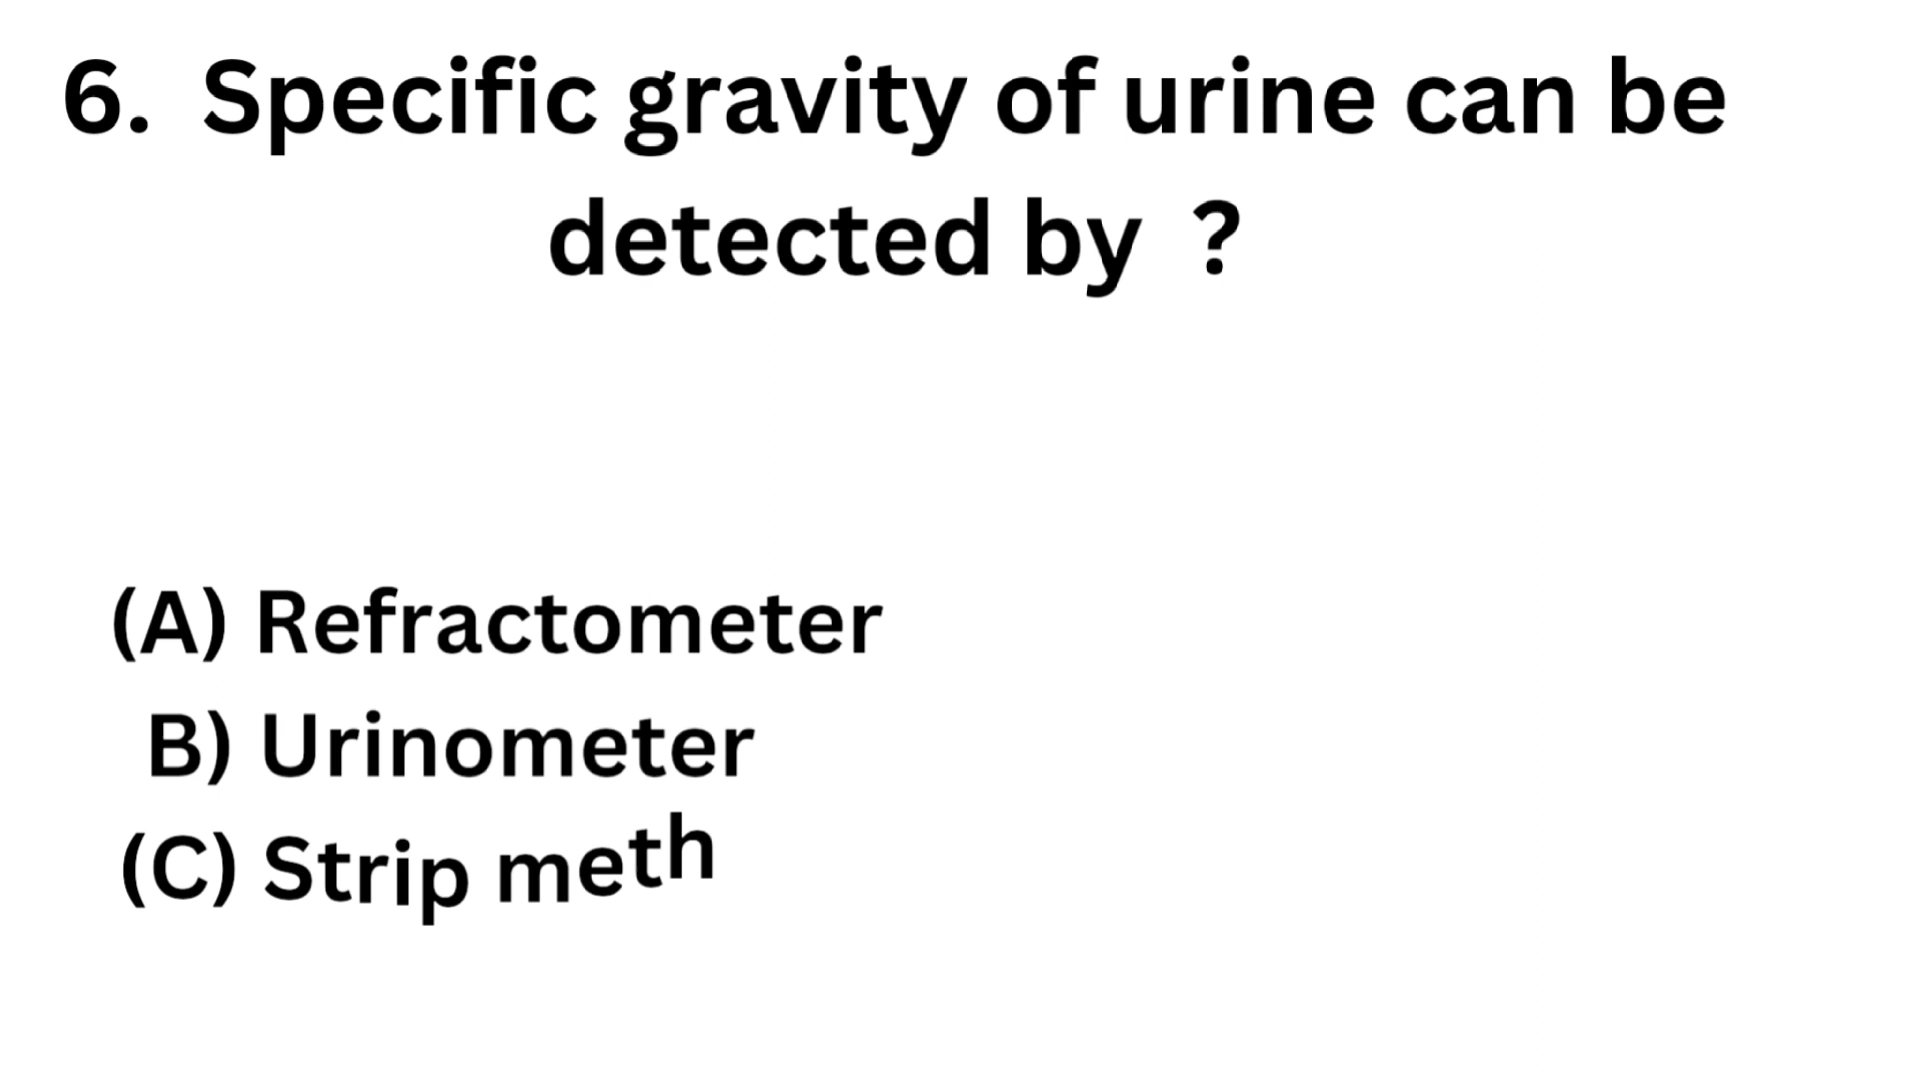 6. Specific gravity of urine can be
detected by ?
(A) Refractometer
B) Urinometer
(C) Strip meth